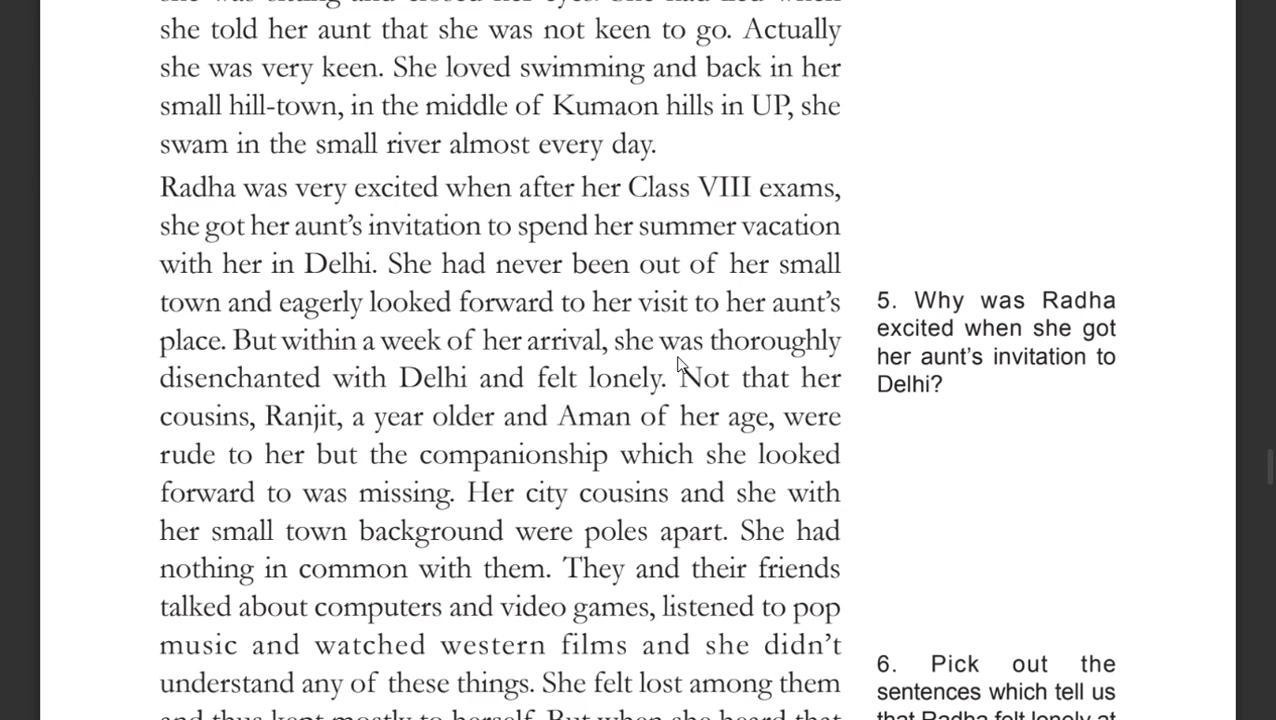 she told her aunt that she was not keen to go. Actually
she was very keen. She loved swimming and back in her
small hill-town, in the middle of Kumaon hills in UP, she
swam in the small river almost every day.
Radha was very excited when after her Class VIII exams,
she got her aunt's invitation to spend her summer vacation
with her in Delhi. She had never been out of her small
town and eagerly looked forward to her visit to her aunt's
place. But within a week of her arrival, she was thoroughly
disenchanted with Delhi and felt lonely. Not that her
cousins, Ranjit, a year older and Aman of her age, were
rude to her but the companionship which she looked
forward to was missing. Her city cousins and she with
her small town background were poles apart. She had
nothing in common with them. They and their friends
talked about computers and video games, listened to pop
music and watched western films and she didn't
understand any of these things. She felt lost among them
and thus kept mostly to herself. But when she heard that
5. Why was Radha
excited when she got
her aunt's invitation to
Delhi?
6. Pick out the
sentences which tell us
that Radha felt lonely at